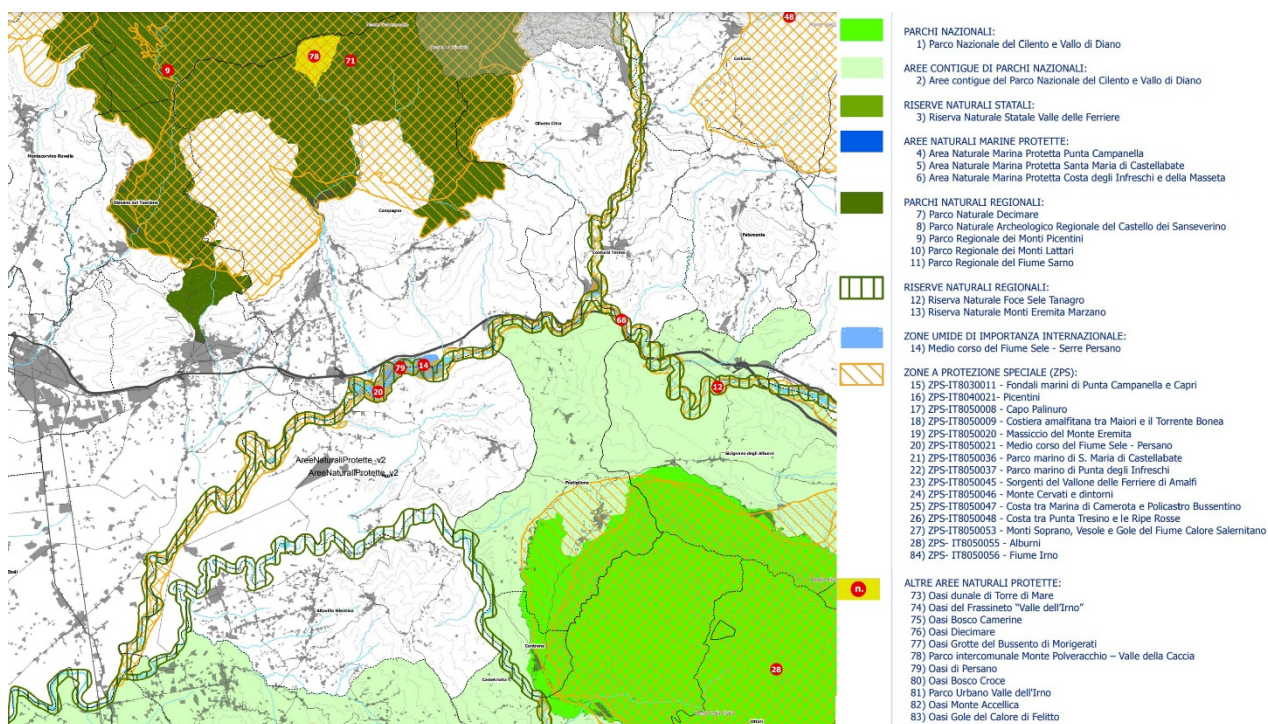 48
78
71
9
Colliano
Oliveto Citra
Montecorvino Rovella
Olevano sul Tusciano
Campagna
Palomonte
Contursi Terme
68
79
14
20
12
AreeNaturaliProtette_v2
AreeNaturaliProtette_v2
Sicignano degli Alburni
Postiglione
Eboli
Altavilla Silentina
Controne
Castelcivita
28
Ottati
PARCHI NAZIONALI:
1) Parco Nazionale del Cilento e Vallo di Diano
AREE CONTIGUE DI PARCHI NAZIONALI:
2) Aree contigue del Parco Nazionale del Cilento e Vallo di Diano
RISERVE NATURALI STATALI:
3) Riserva Naturale Statale Valle delle Ferriere
AREE NATURALI MARINE PROTETTE:
4) Area Naturale Marina Protetta Punta Campanella
5) Area Naturale Marina Protetta Santa Maria di Castellabate
6) Area Naturale Marina Protetta Costa degli Infreschi e della Masseta
PARCHI NATURALI REGIONALI:
7) Parco Naturale Decimare
8) Parco Naturale Archeologico Regionale del Castello dei Sanseverino
9) Parco Regionale dei Monti Picentini
10) Parco Regionale dei Monti Lattari
11) Parco Regionale del Fiume Sarno
RISERVE NATURALI REGIONALI:
12) Riserva Naturale Foce Sele Tanagro
13) Riserva Naturale Monti Eremita Marzano
ZONE UMIDE DI IMPORTANZA INTERNAZIONALE:
14) Medio corso del Fiume Sele - Serre Persano
ZONE A PROTEZIONE SPECIALE (ZPS):
15) ZPS-IT8030011 - Fondali marini di Punta Campanella e Capri
16) ZPS-IT8040021- Picentini
17) ZPS-IT8050008 - Capo Palinuro
18) ZPS-IT8050009 - Costiera amalfitana tra Maiori e il Torrente Bonea
19) ZPS-IT8050020 - Massiccio del Monte Eremita
20) ZPS-IT8050021 - Medio corso del Fiume Sele - Persano
21) ZPS-IT8050036 - Parco marino di S. Maria di Castellabate
22) ZPS-IT8050037 - Parco marino di Punta degli Infreschi
23) ZPS-IT8050045 - Sorgenti del Vallone delle Ferriere di Amalfi
24) ZPS-IT8050046 - Monte Cervati e dintorni
25) ZPS-IT8050047 - Costa tra Marina di Camerota e Policastro Bussentino
26) ZPS-IT8050048 - Costa tra Punta Tresino e le Ripe Rosse
27) ZPS-IT8050053 - Monti Soprano, Vesole e Gole del Fiume Calore Salernitano
28) ZPS- IT8050055 - Alburni
84) ZPS- IT8050056 - Fiume Irno
n.
ALTRE AREE NATURALI PROTETTE:
73) Oasi dunale di Torre di Mare
74) Oasi del Frassineto "Valle dell'Irno"
75) Oasi Bosco Camerine
76) Oasi Diecimare
77) Oasi Grotte del Bussento di Morigerati
78) Parco intercomunale Monte Polveracchio – Valle della Caccia
79) Oasi di Persano
80) Oasi Bosco Croce
81) Parco Urbano Valle dell'Irno
82) Oasi Monte Accellica
83) Oasi Gole del Calore di Felitto